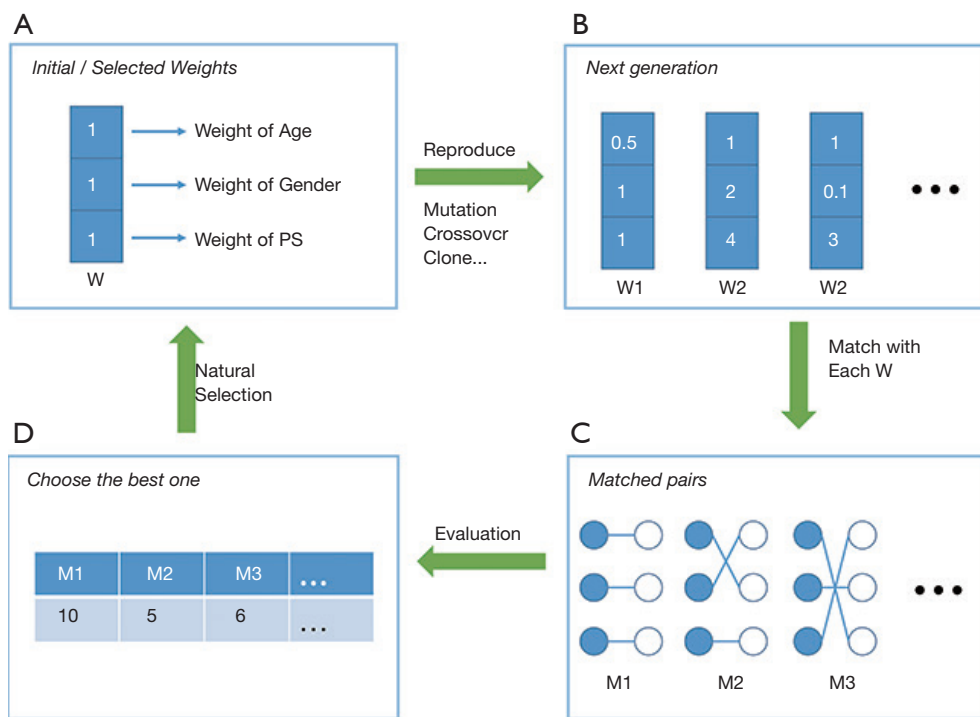 A
Initial / Selected Weights
1
Weight of Age
1
Weight of Gender
1
Weight of PS
W
Reproduce
Mutation
Crossovcr
Clone...
B
Next generation
0.5 1 1
1 2 0.1 •••
1 4 3
W1 W2 W2
Match with
Each W
C
Matched pairs
•••
M1 M2 M3
Evaluation
D
Choose the best one
M1 M2 M3 ...
10 5 6 ...
Natural
Selection